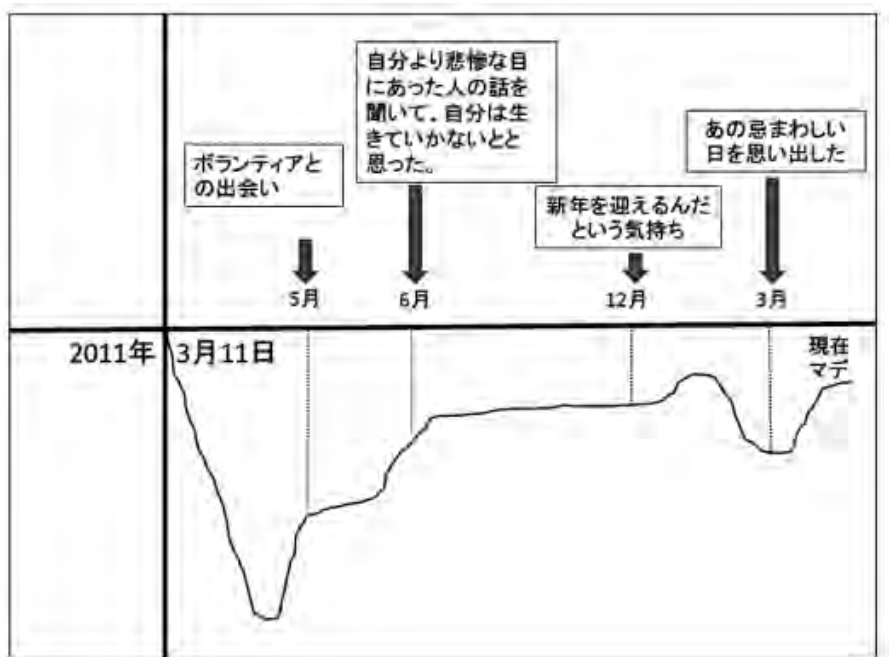 自分より悲惨な目
にあった人の話を
聞いて、自分は生
きていかないとと
思った。
あの忌まわしい
日を思い出した
ボランティアと
の出会い
新年を迎えるんだ
という気持ち
5月
6月
12月
3月
2011年
3月11日
現在
マデ